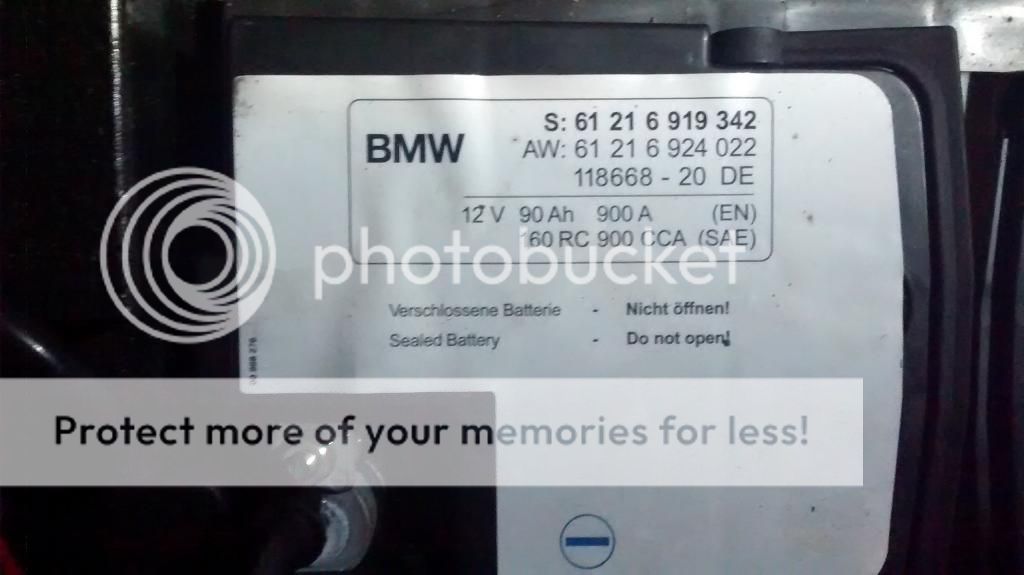 BMW
S: 61 21 6 919 342
AW: 61 21 6 924 022
118668 - 20 DE
12 V 90 Ah 900 A (EN)
160 RC 900 CCA (SAE)
photobucket
Verschlossene Batterie - Nicht öffnen!
Sealed Battery - Do not open!
Protect more of your memories for less!